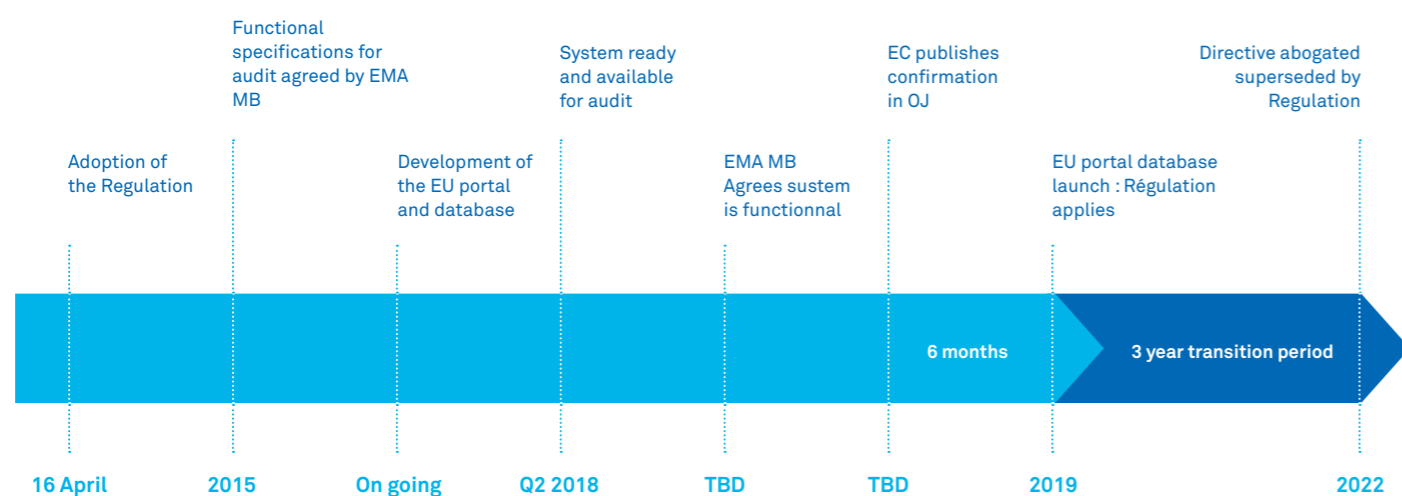 Functional
specifications for
audit agreed by EMA
MB
System ready
and available
for audit
EC publishes
confirmation
in OJ
Directive abogated
superseded by
Regulation
Adoption of
the Regulation
Development of
the EU portal
and database
EMA MB
Agrees sustem
is functionnal
EU portal database
launch : Régulation
applies
6 months
3 year transition period
16 April
2015
On going
Q2 2018
TBD
TBD
2019
2022